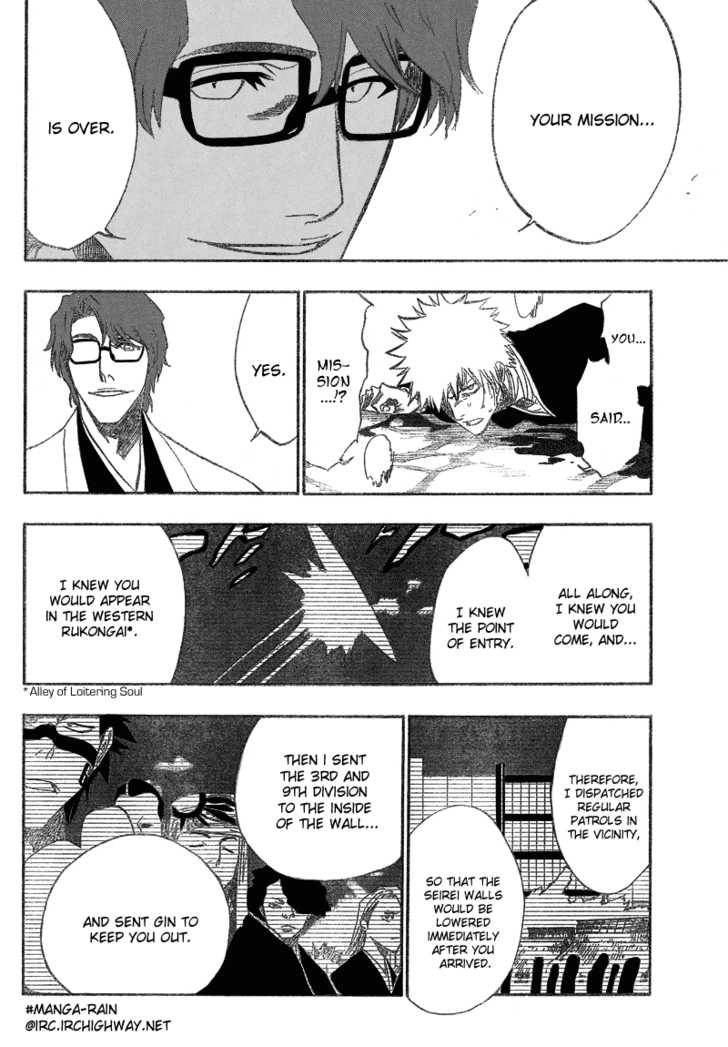 YOUR MISSION...
IS OVER.
YOU...
SAID...
MIS-
SION
....!?
YES.
ALL ALONG,
I KNEW YOU
WOULD
COME, AND...
I KNEW
THE POINT
OF ENTRY.
I KNEW YOU
WOULD APPEAR
IN THE WESTERN
RUKONGAI*.
*Alley of Loitering Soul
THEREFORE,
I DISPATCHED
REGULAR
PATROLS
IN THE VICINITY,
SO THAT THE
SEIREI WALLS
WOULD BE
LOWERED
IMMEDIATELY
AFTER YOU
ARRIVED.
THEN I SENT
THE 3RD AND
9TH DIVISION
TO THE INSIDE
OF THE WALL...
AND SENT GIN TO
KEEP YOU OUT.
#MANGA-RAIN
@IRC.IRCHIGHWAY.NET